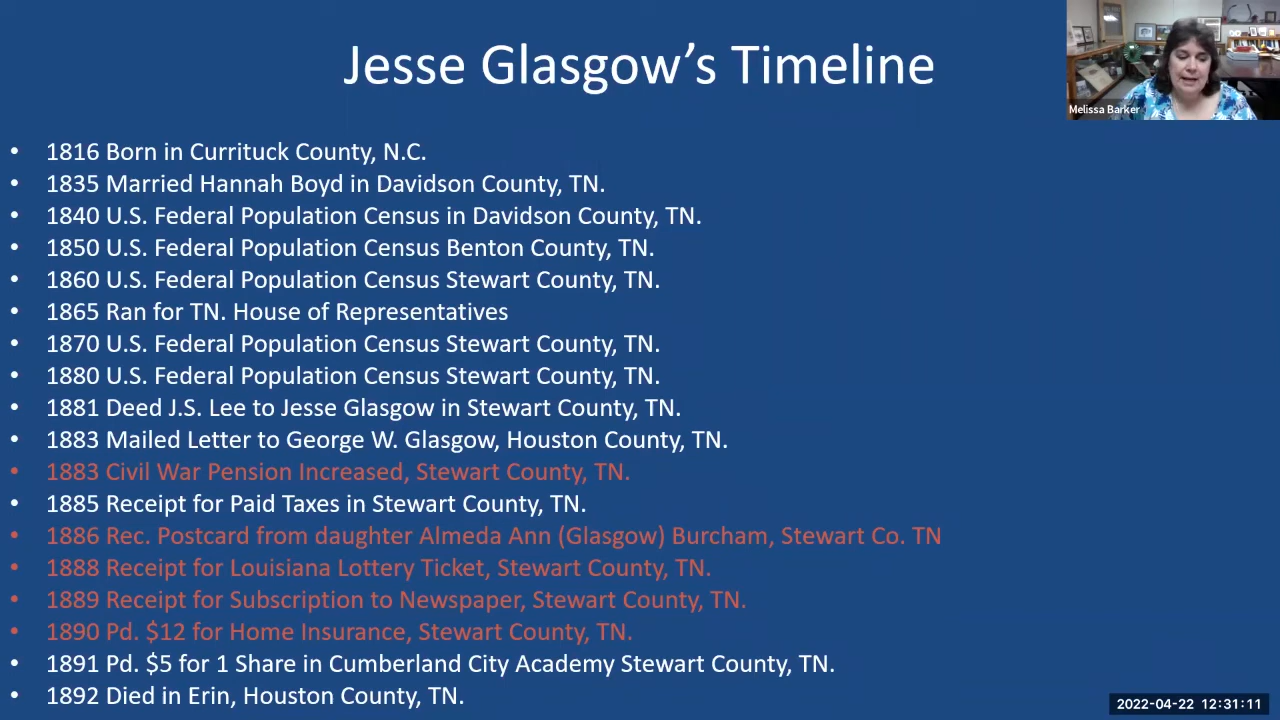 Jesse Glasgow’s Timeline
Melissa Barker
• 1816 Born in Currituck County, N.C.
• 1835 Married Hannah Boyd in Davidson County, TN.
• 1840 U.S. Federal Population Census in Davidson County, TN.
• 1850 U.S. Federal Population Census Benton County, TN.
• 1860 U.S. Federal Population Census Stewart County, TN.
• 1865 Ran for TN. House of Representatives
• 1870 U.S. Federal Population Census Stewart County, TN.
• 1880 U.S. Federal Population Census Stewart County, TN.
• 1881 Deed J.S. Lee to Jesse Glasgow in Stewart County, TN.
• 1883 Mailed Letter to George W. Glasgow, Houston County, TN.
• 1883 Civil War Pension Increased, Stewart County, TN.
• 1885 Receipt for Paid Taxes in Stewart County, TN.
• 1886 Rec. Postcard from daughter Almeda Ann (Glasgow) Burcham, Stewart Co. TN
• 1888 Receipt for Louisiana Lottery Ticket, Stewart County, TN.
• 1889 Receipt for Subscription to Newspaper, Stewart County, TN.
• 1890 Pd. $12 for Home Insurance, Stewart County, TN.
• 1891 Pd. $5 for 1 Share in Cumberland City Academy Stewart County, TN.
• 1892 Died in Erin, Houston County, TN.
2022-04-22 12:31:11